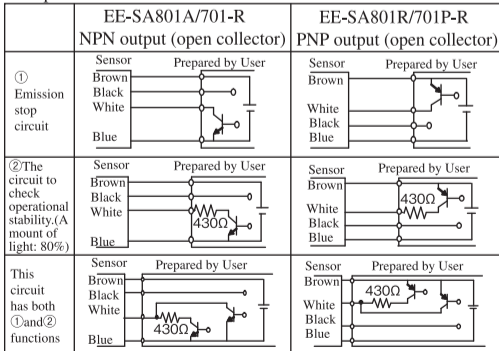 EE-SA801A/701-R
NPN output (open collector)
EE-SA801R/701P-R
PNP output (open collector)
①
Emission
stop
circuit
Sensor Prepared by User
Brown
Black
White
Blue
Sensor Prepared by User
Brown
White
Black
Blue
②The
circuit to
check
operational
stability.(A
mount of
light: 80%)
Sensor Prepared by User
Brown
Black
White
430Ω
Blue
Sensor Prepared by User
Brown
430Ω
White
Black
Blue
This
circuit
has both
①and②
functions
Sensor Prepared by User
Brown
Black
White
430Ω
Blue
Sensor Prepared by User
Brown
430Ω
White
Black
Blue